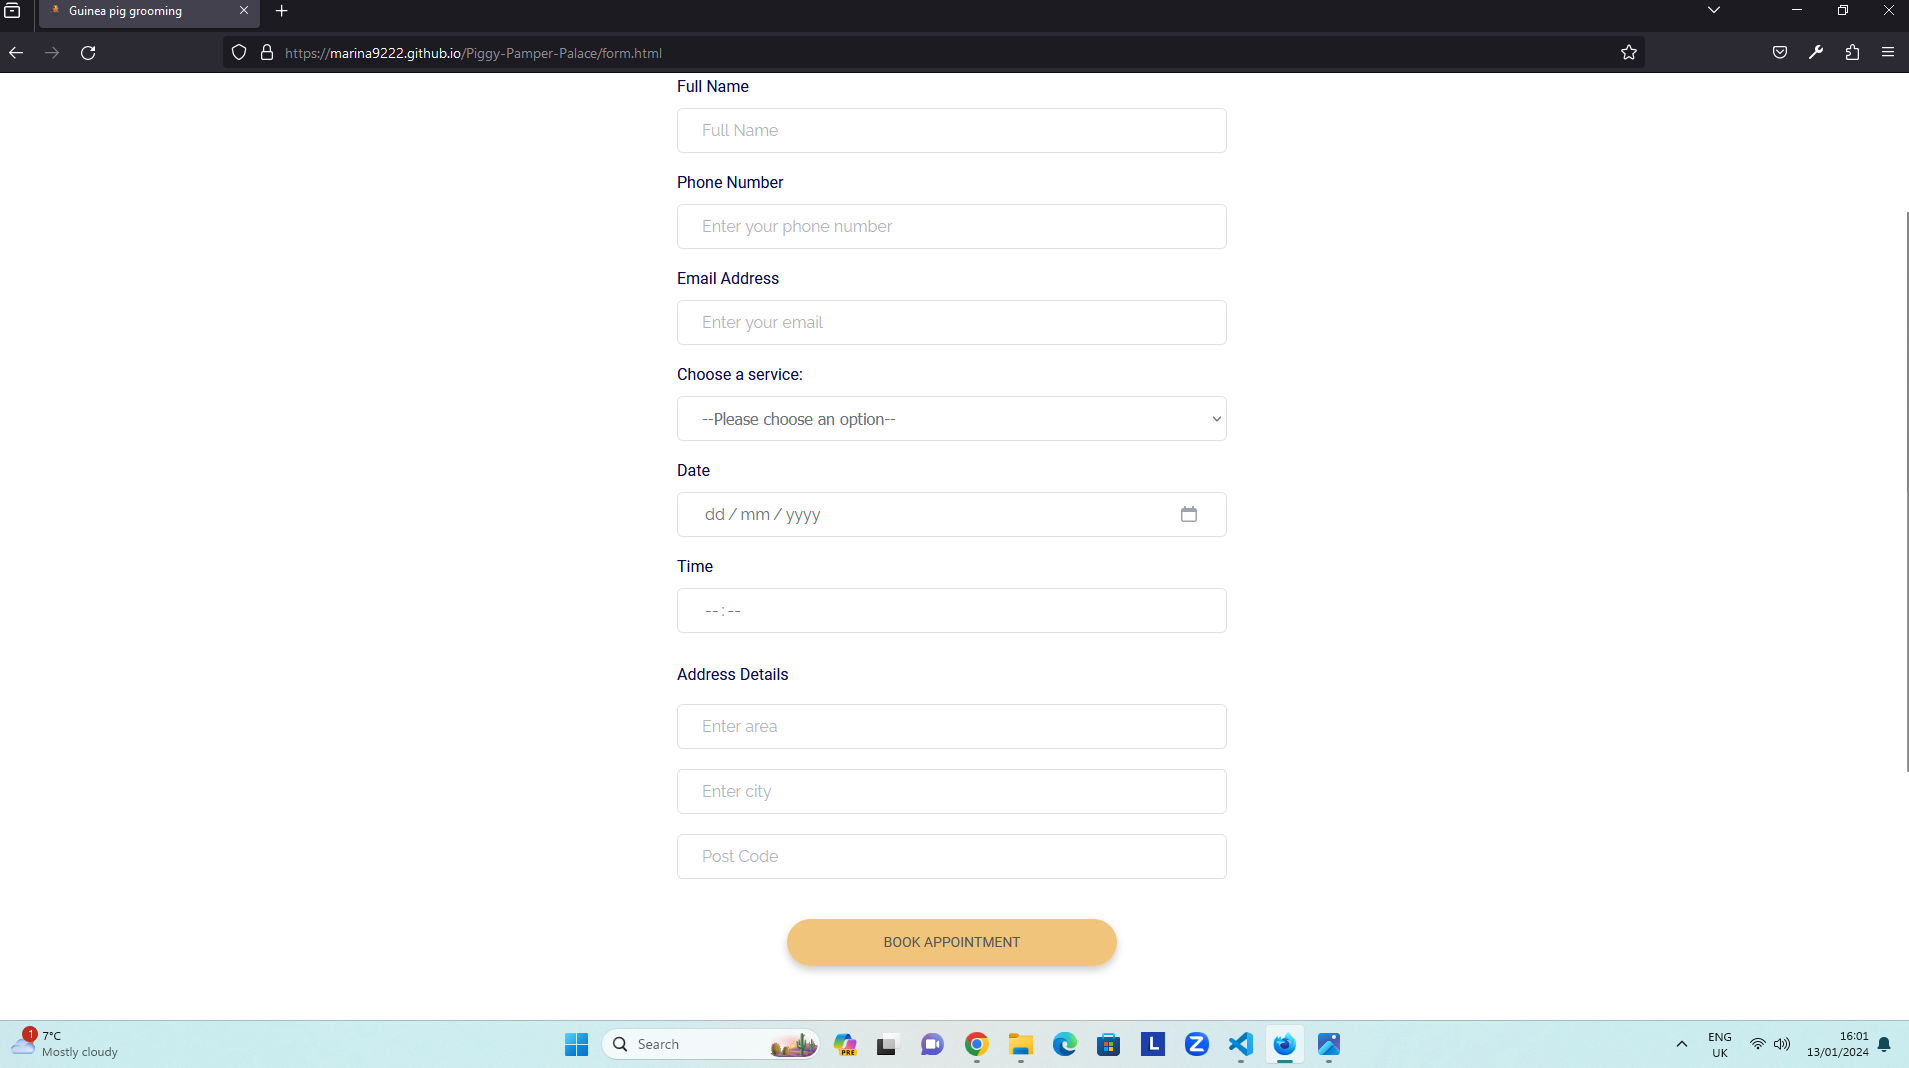 Guinea pig grooming
https://marina9222.github.io/Piggy-Pamper-Palace/form.html
Full Name
Full Name
Phone Number
Enter your phone number
Email Address
Enter your email
Choose a service:
--Please choose an option--
Date
dd / mm / yyyy
Time
-- : --
Address Details
Enter area
Enter city
Post Code
BOOK APPOINTMENT
1
7°C
Mostly cloudy
Search
PRE
L
Z
ENG
UK
16:01
13/01/2024